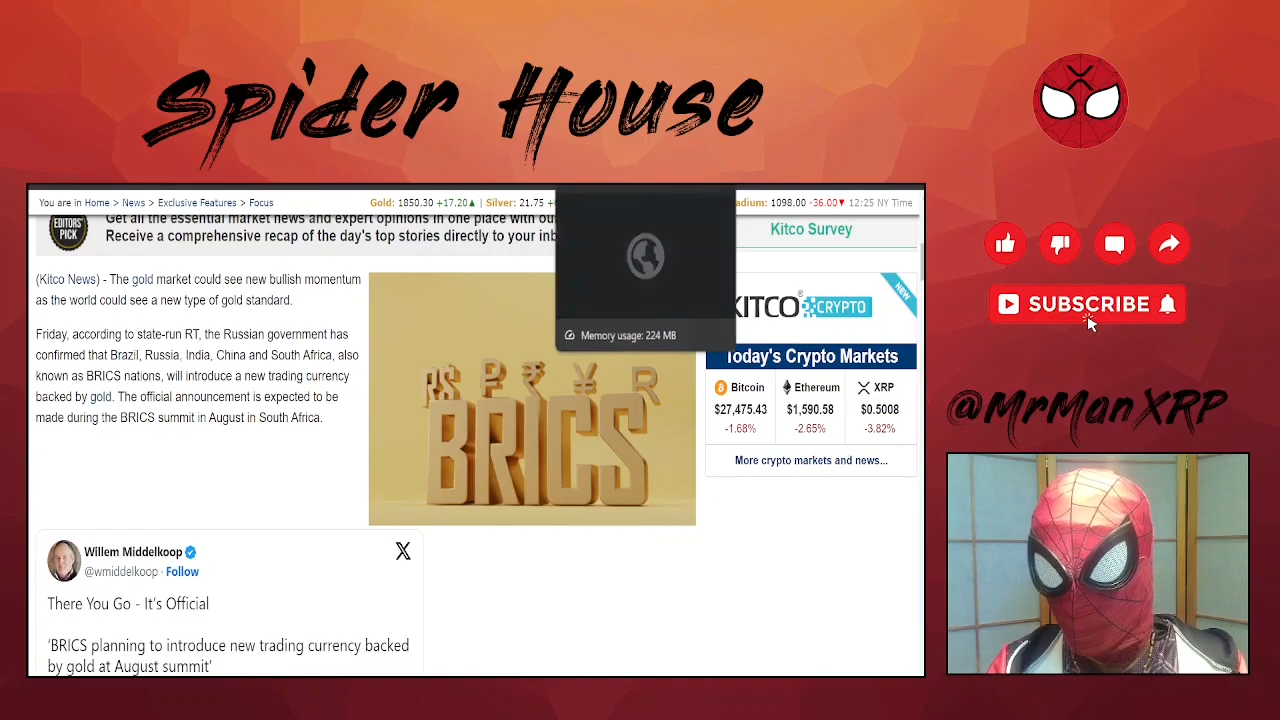 Spider House
You are in Home > News > Exclusive Features > Focus
Gold: 1850.30 +17.20▲ | Silver: 21.75
1098.00 -36.00▼ 12:25 NY Time
EDITORS' PICK
Get all the essential market news and expert opinions in one place with
Receive a comprehensive recap of the day's top stories directly to your
Kitco Survey
(Kitco News) - The gold market could see new bullish momentum
as the world could see a new type of gold standard.
Friday, according to state-run RT, the Russian government has
confirmed that Brazil, Russia, India, China and South Africa, also
known as BRICS nations, will introduce a new trading currency
backed by gold. The official announcement is expected to be
made during the BRICS summit in August in South Africa.
Memory usage: 224 MB
R$ ₽ ₹ ¥ R
BRICS
NEW
KITCO® CRYPTO
Today's Crypto Markets
Bitcoin Ethereum XRP
$27,475.43 $1,590.58 $0.5008
-1.68% -2.65% -3.82%
More crypto markets and news...
Willem Middelkoop
@wmiddelkoop · Follow
X
There You Go - It's Official
'BRICS planning to introduce new trading currency backed
by gold at August summit'
SUBSCRIBE
@MrManXRP